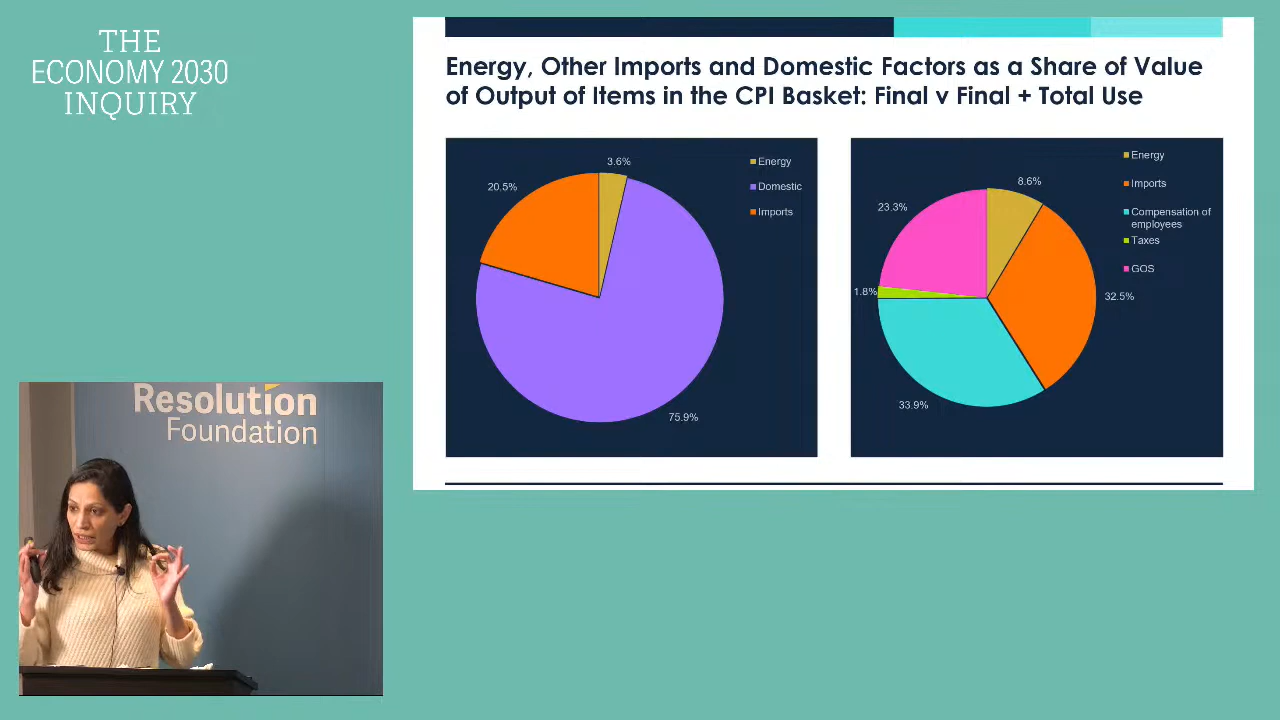 THE
ECONOMY 2030
INQUIRY
Energy, Other Imports and Domestic Factors as a Share of Value
of Output of Items in the CPI Basket: Final v Final + Total Use
3.6%
20.5%
75.9%
Energy
Domestic
Imports
8.6%
23.3%
1.8%
32.5%
33.9%
Energy
Imports
Compensation of
employees
Taxes
GOS
Resolution
Foundation